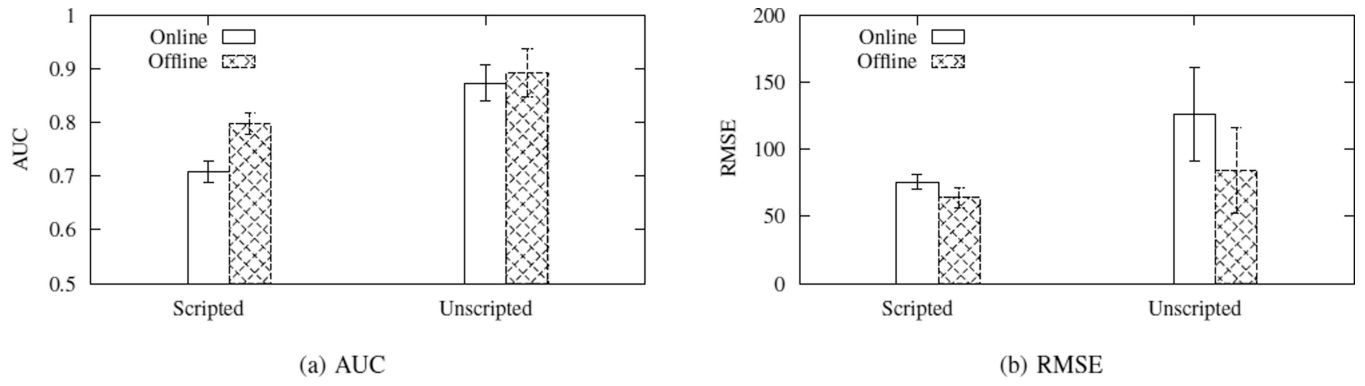 1
0.9
0.8
0.7
0.6
0.5
AUC
Online
Offline
Scripted
Unscripted
(a) AUC
200
150
100
50
0
RMSE
Online
Offline
Scripted
Unscripted
(b) RMSE